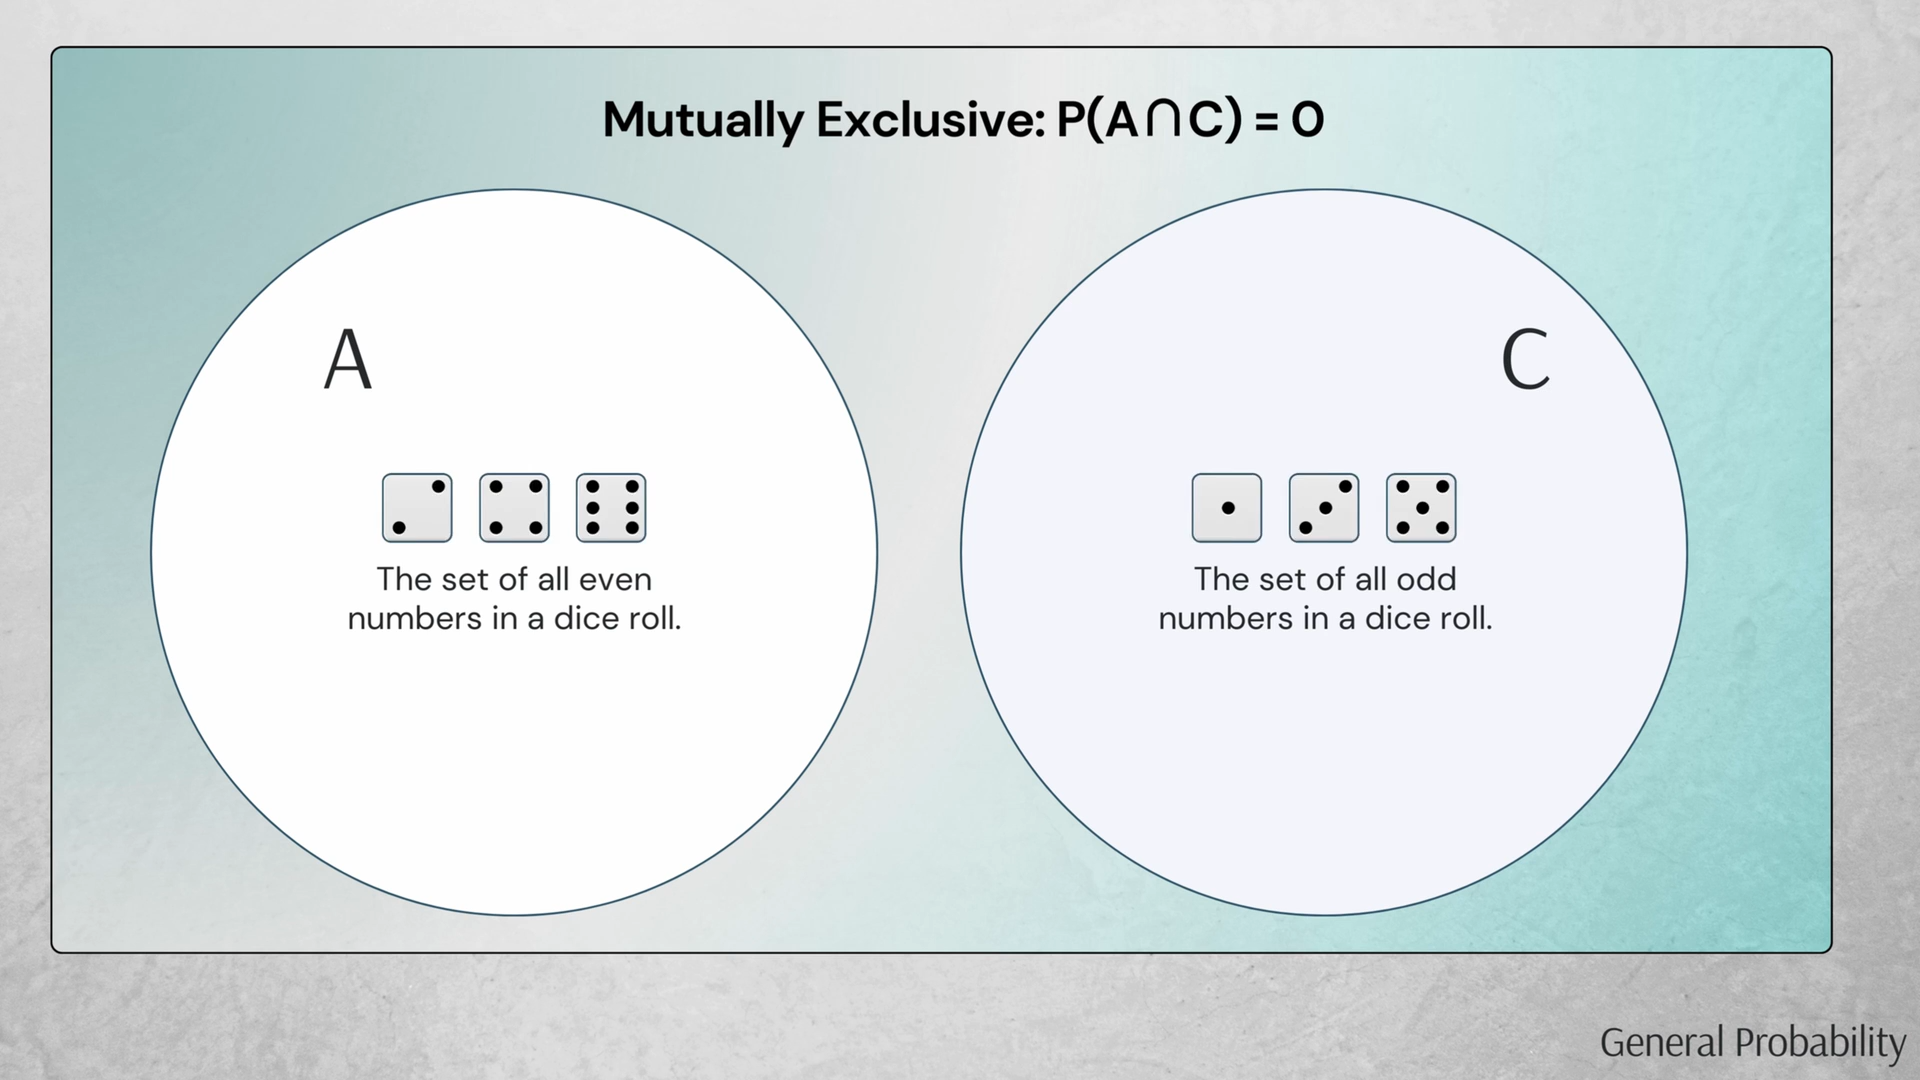 Mutually Exclusive: P(A∩C) = 0
A
C
The set of all even
numbers in a dice roll.
The set of all odd
numbers in a dice roll.
General Probability